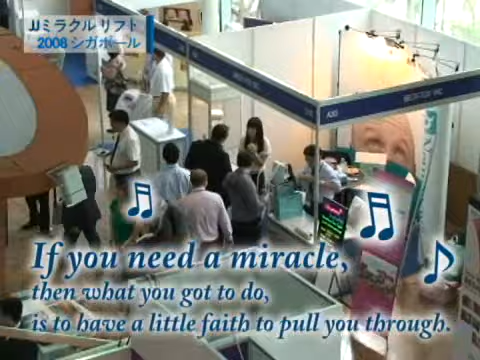 JJミラクルリフト
2008 シガポール
If you need a miracle,
then what you got to do,
is to have a little faith to pull you through.